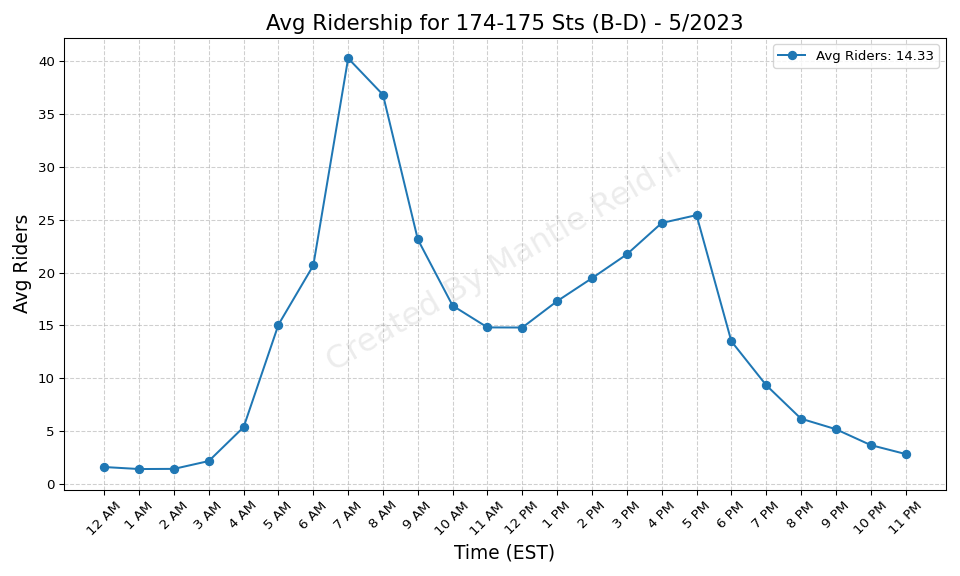 Avg Ridership for 174-175 Sts (B-D) - 5/2023
Avg Riders: 14.33
Avg Riders
40
35
30
25
20
15
10
5
0
Created By Mantle Reid II
12 AM
1 AM
2 AM
3 AM
4 AM
5 AM
6 AM
7 AM
8 AM
9 AM
10 AM
11 AM
12 PM
1 PM
2 PM
3 PM
4 PM
5 PM
6 PM
7 PM
8 PM
9 PM
10 PM
11 PM
Time (EST)